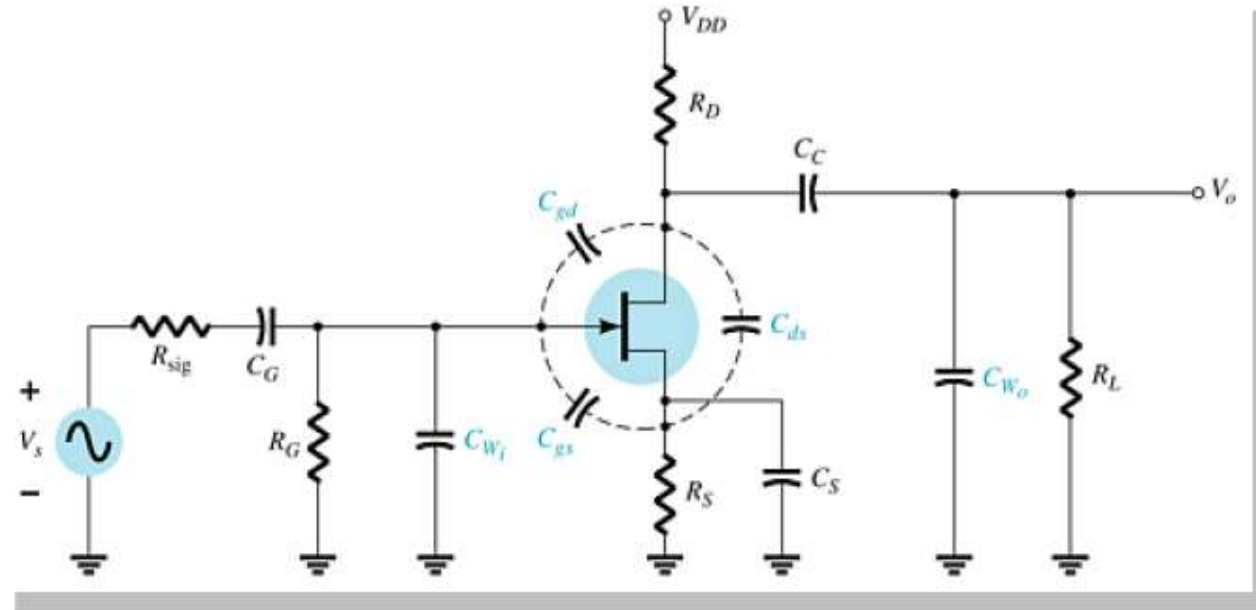 V_DD
R_D
C_C
V_o
C_gd
C_ds
R_sig
C_G
+
V_s
−
R_G
C_Wi
C_gs
R_S
C_S
C_Wo
R_L